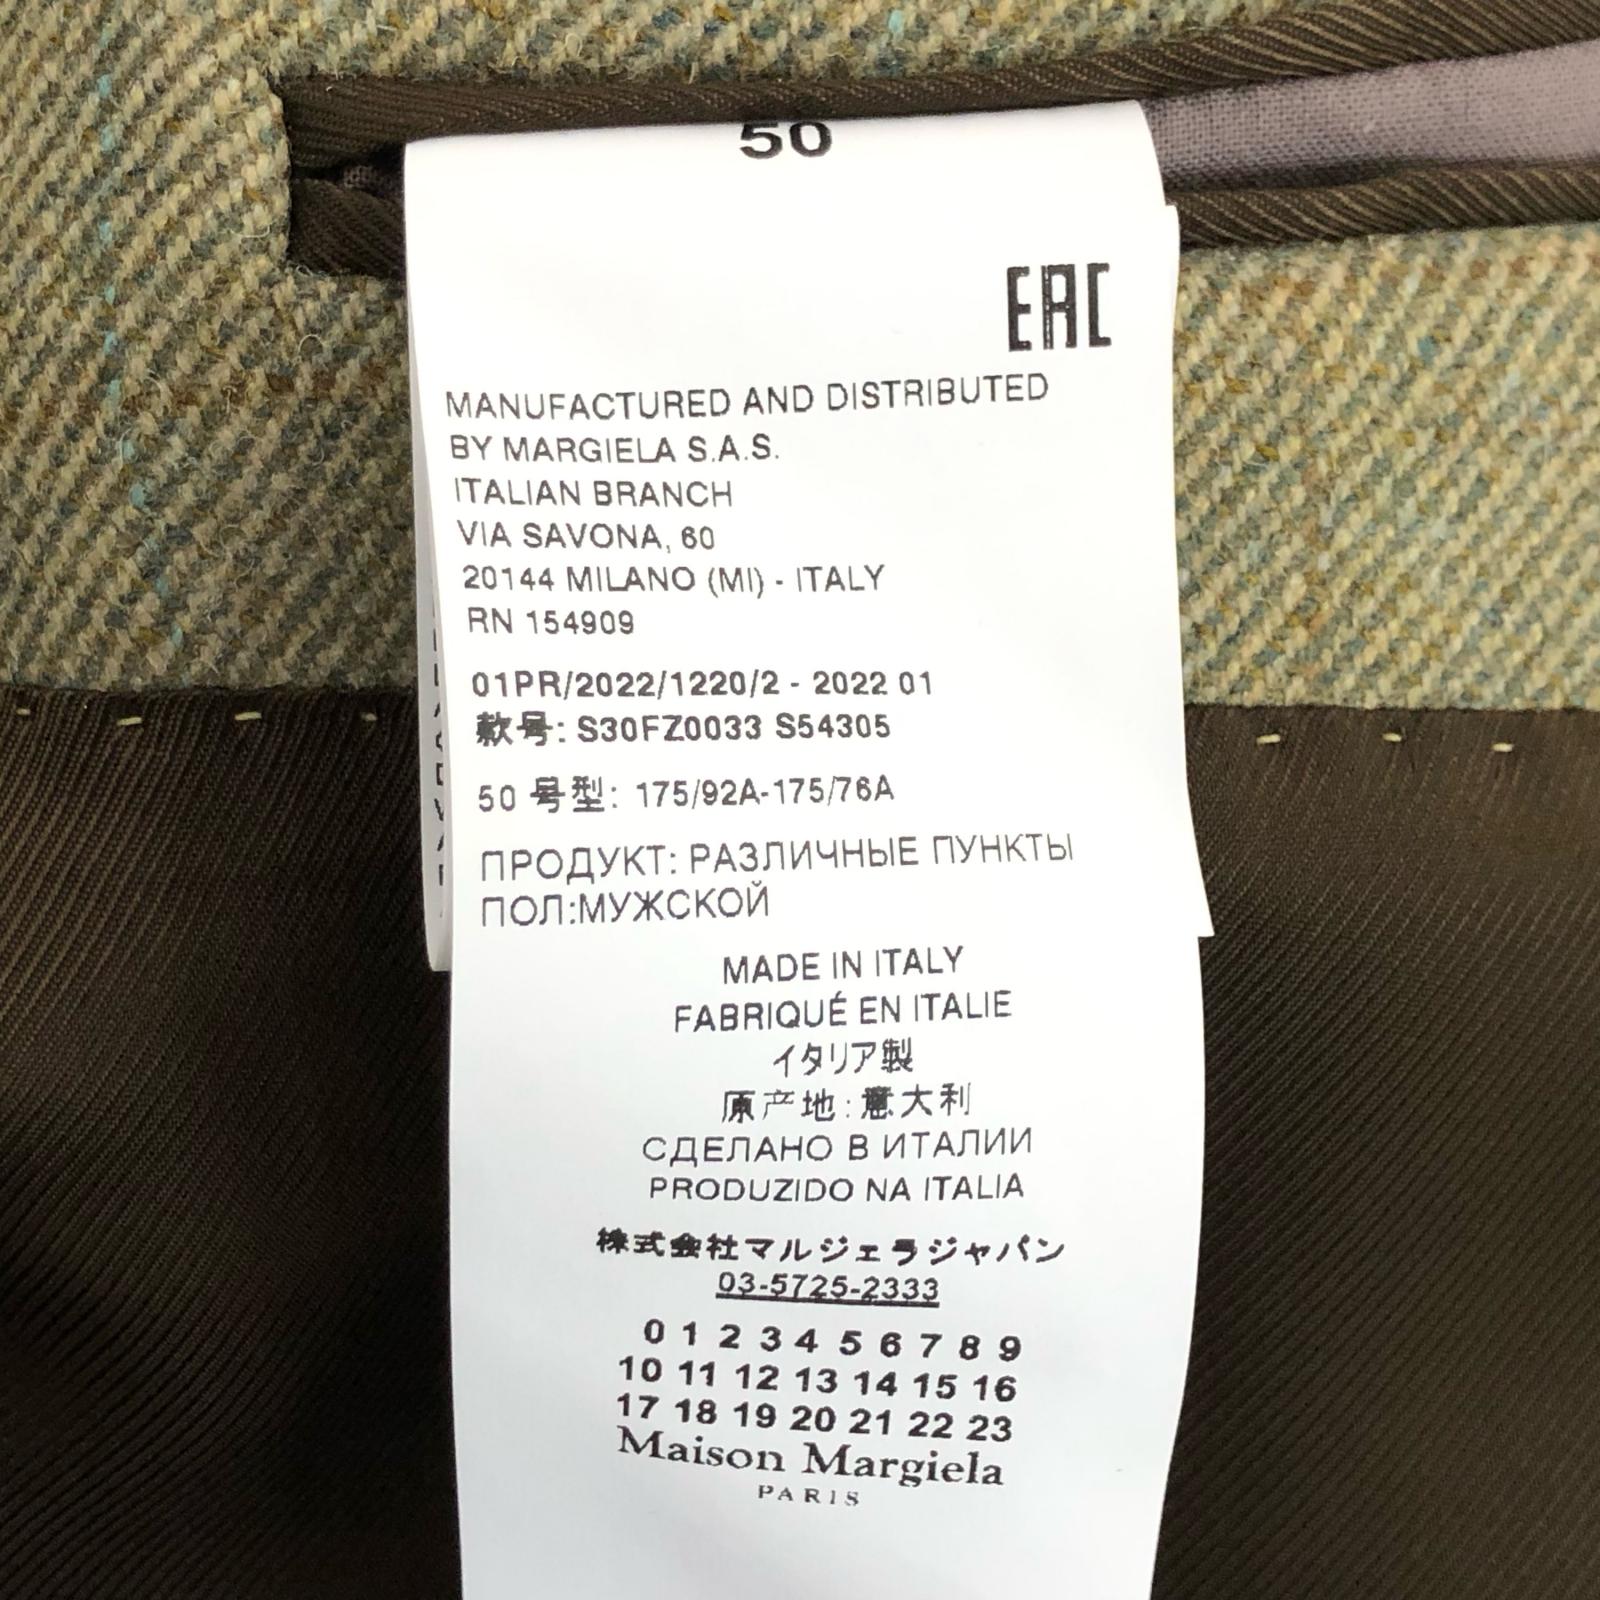 50
EAC
MANUFACTURED AND DISTRIBUTED
BY MARGIELA S.A.S.
ITALIAN BRANCH
VIA SAVONA, 60
20144 MILANO (MI) - ITALY
RN 154909
01PR/2022/1220/2 - 2022 01
款号: S30FZ0033 S54305
50 号型: 175/92A-175/76A
ПРОДУКТ: РАЗЛИЧНЫЕ ПУНКТЫ
ПОЛ:МУЖСКОЙ
MADE IN ITALY
FABRIQUÉ EN ITALIE
イタリア製
原产地:意大利
СДЕЛАНО В ИТАЛИИ
PRODUZIDO NA ITALIA
株式会社マルジェラジャパン
03-5725-2333
0 1 2 3 4 5 6 7 8 9
10 11 12 13 14 15 16
17 18 19 20 21 22 23
Maison Margiela
PARIS